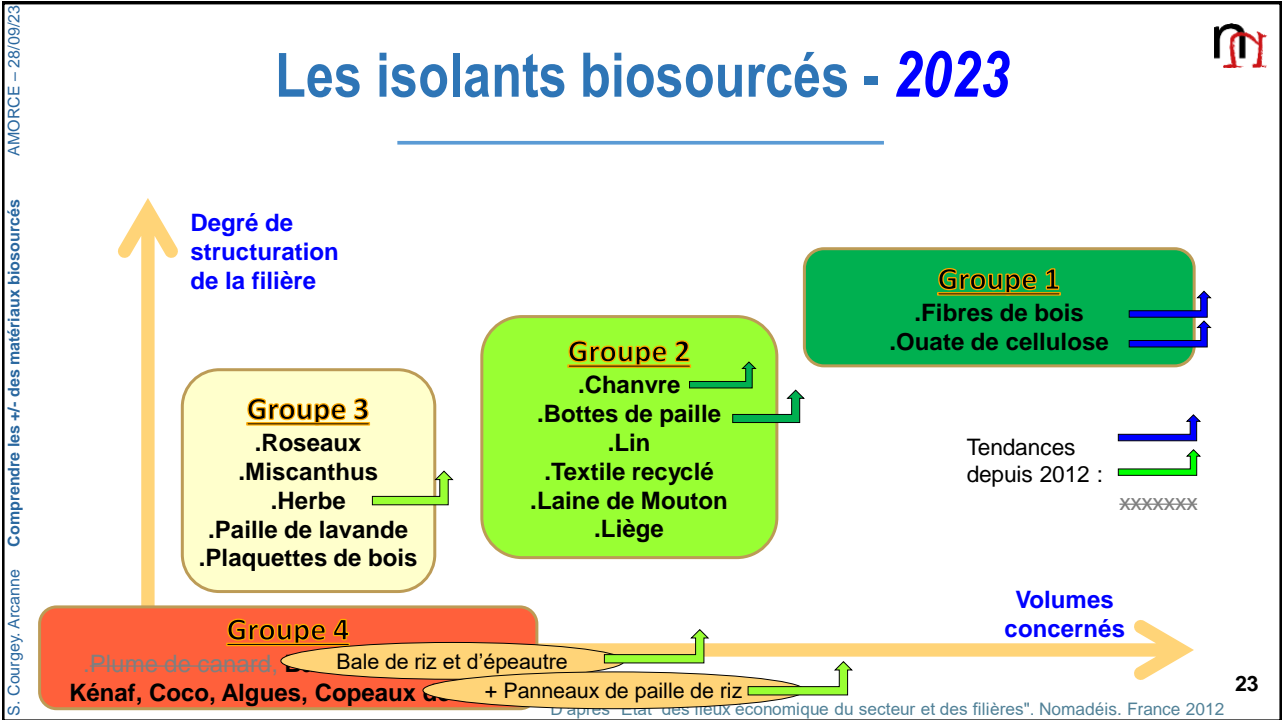 Les isolants biosourcés - 2023
AMORCE – 28/09/23
Comprendre les +/- des matériaux biosourcés
S. Courgey. Arcanne
Degré de
structuration
de la filière
Groupe 1
.Fibres de bois
.Ouate de cellulose
Groupe 2
.Chanvre
.Bottes de paille
.Lin
.Textile recyclé
.Laine de Mouton
.Liège
Groupe 3
.Roseaux
.Miscanthus
.Herbe
.Paille de lavande
.Plaquettes de bois
Tendances
depuis 2012 :
xxxxxxx
Volumes
concernés
Groupe 4
.Plume de canard,
Bale de riz et d'épeautre
Kénaf, Coco, Algues, Copeaux
+ Panneaux de paille de riz
D'après "Etat des lieux économique du secteur et des filières". Nomadéis. France 2012
23